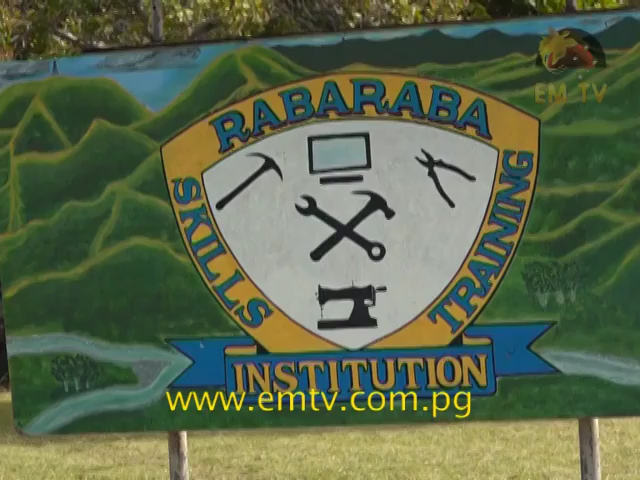 EM TV
RABARABA
SKILLS
TRAINING
INSTITUTION
www.emtv.com.pg